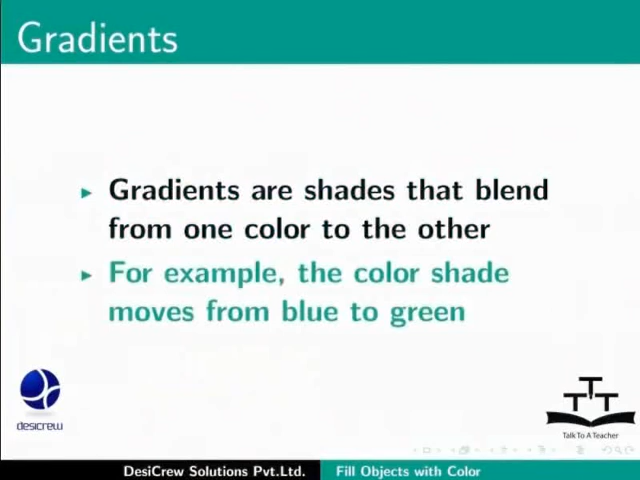 Gradients
Gradients are shades that blend
from one color to the other
For example, the color shade
moves from blue to green
desicrew
TTT
Talk To A Teacher
DesiCrew Solutions Pvt.Ltd.
Fill Objects with Color